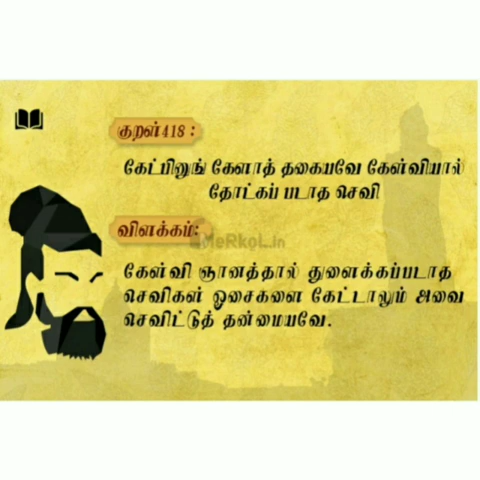 குறள் 418 :
கேட்பினுங் கேளாத் தகையவே கேள்வியால்
தோட்கப் படாத செவி
விளக்கம்:
MeRkoL.in
கேள்வி ஞானத்தால் துளைக்கப்படாத
செவிகள் ஓசைகளை கேட்டாலும் அவை
செவிட்டுத் தன்மையவே.